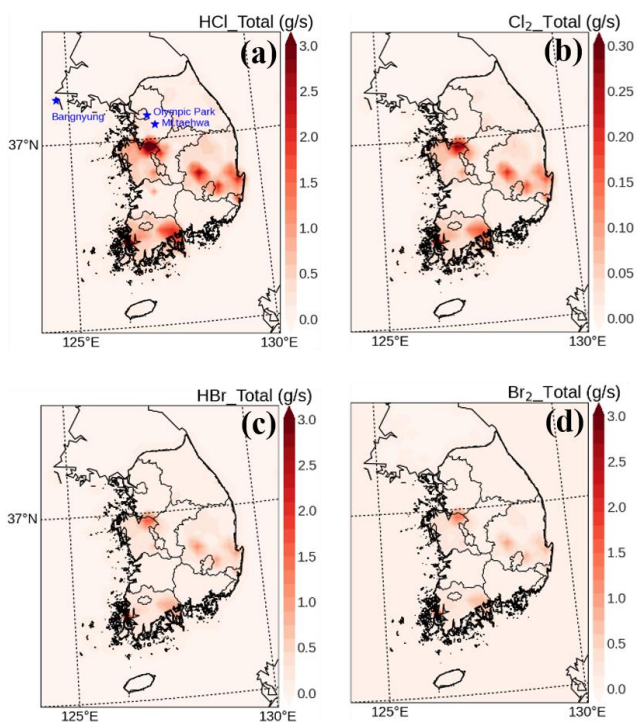 HCl_Total (g/s)
(a)
3.0
2.5
2.0
1.5
1.0
0.5
0.0
Bangnyung
Olympic Park
Mt.taehwa
37°N
125°E
130°E
Cl₂_Total (g/s)
(b)
0.30
0.25
0.20
0.15
0.10
0.05
0.00
125°E
130°E
HBr_Total (g/s)
(c)
3.0
2.5
2.0
1.5
1.0
0.5
0.0
37°N
125°E
130°E
Br₂_Total (g/s)
(d)
3.0
2.5
2.0
1.5
1.0
0.5
0.0
125°E
130°E